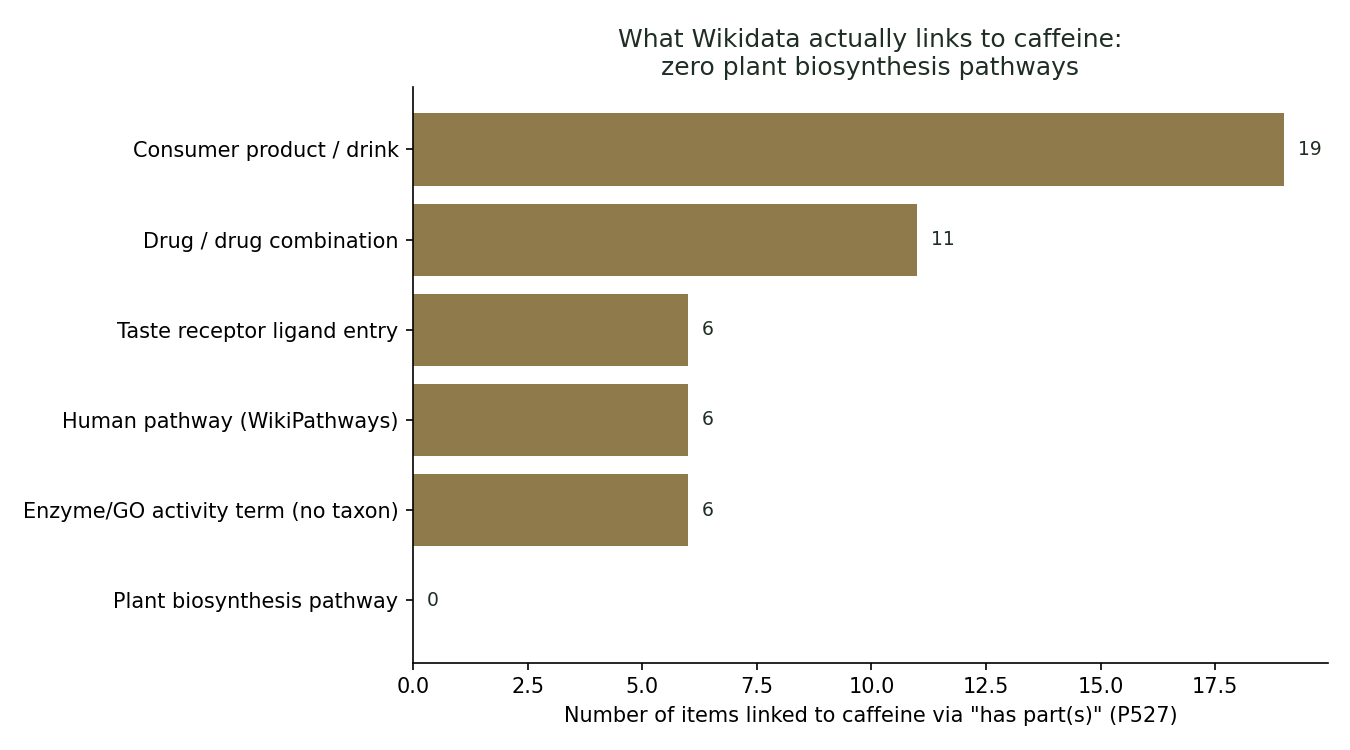 What Wikidata actually links to caffeine:
zero plant biosynthesis pathways
Consumer product / drink
19
Drug / drug combination
11
Taste receptor ligand entry
6
Human pathway (WikiPathways)
6
Enzyme/GO activity term (no taxon)
6
Plant biosynthesis pathway
0
0.0 2.5 5.0 7.5 10.0 12.5 15.0 17.5
Number of items linked to caffeine via "has part(s)" (P527)